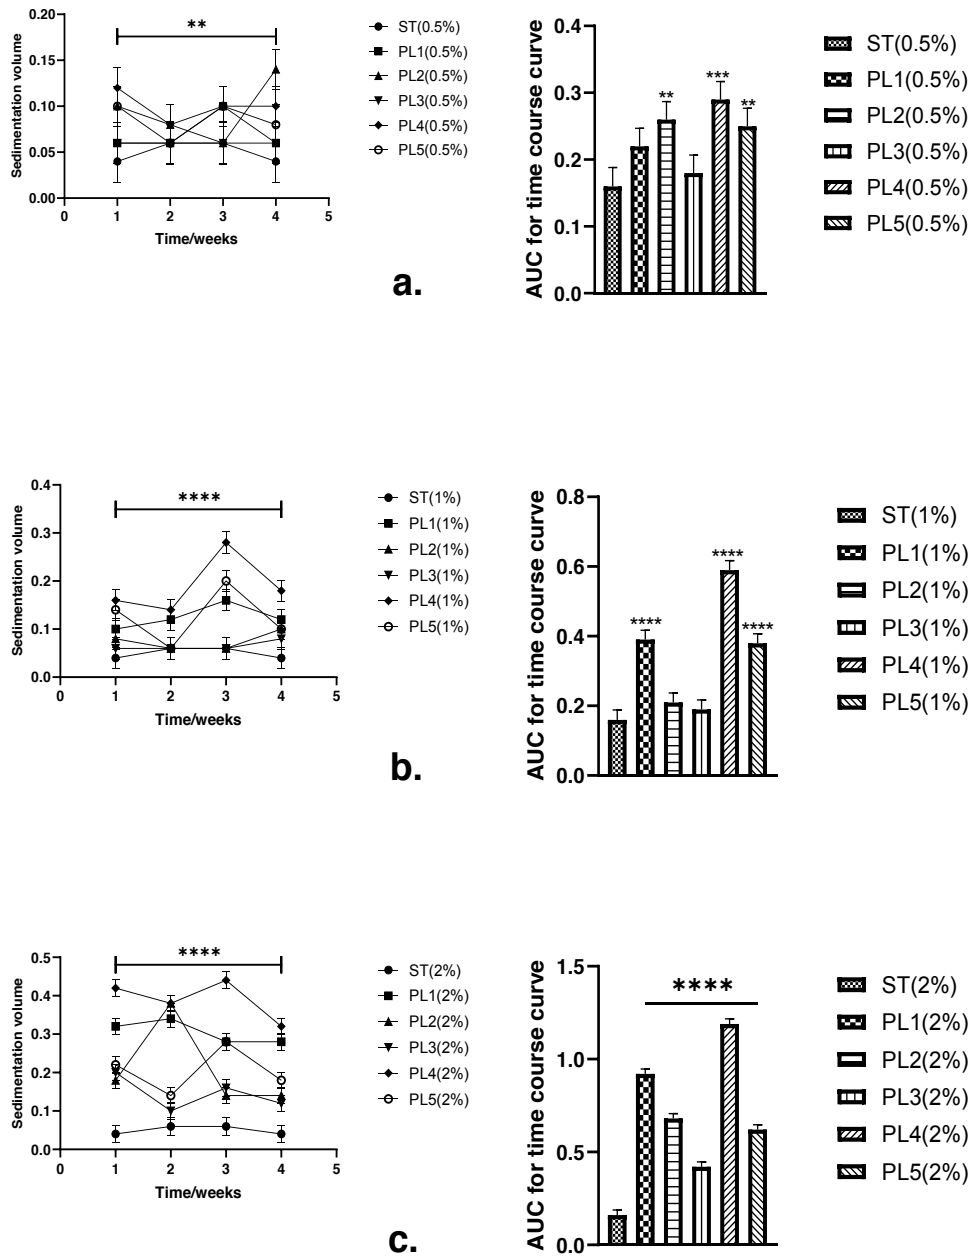 **
Sedimentation volume
0.20
0.15
0.10
0.05
0.00
0 1 2 3 4 5
Time/weeks
ST(0.5%)
PL1(0.5%)
PL2(0.5%)
PL3(0.5%)
PL4(0.5%)
PL5(0.5%)
AUC for time course curve
0.4
0.3
0.2
0.1
0.0
** *** **
ST(0.5%)
PL1(0.5%)
PL2(0.5%)
PL3(0.5%)
PL4(0.5%)
PL5(0.5%)
a.
****
Sedimentation volume
0.4
0.3
0.2
0.1
0.0
0 1 2 3 4 5
Time/weeks
ST(1%)
PL1(1%)
PL2(1%)
PL3(1%)
PL4(1%)
PL5(1%)
AUC for time course curve
0.8
0.6
0.4
0.2
0.0
**** **** ****
ST(1%)
PL1(1%)
PL2(1%)
PL3(1%)
PL4(1%)
PL5(1%)
b.
****
Sedimentation volume
0.5
0.4
0.3
0.2
0.1
0.0
0 1 2 3 4 5
Time/weeks
ST(2%)
PL1(2%)
PL2(2%)
PL3(2%)
PL4(2%)
PL5(2%)
AUC for time course curve
1.5
1.0
0.5
0.0
****
ST(2%)
PL1(2%)
PL2(2%)
PL3(2%)
PL4(2%)
PL5(2%)
c.